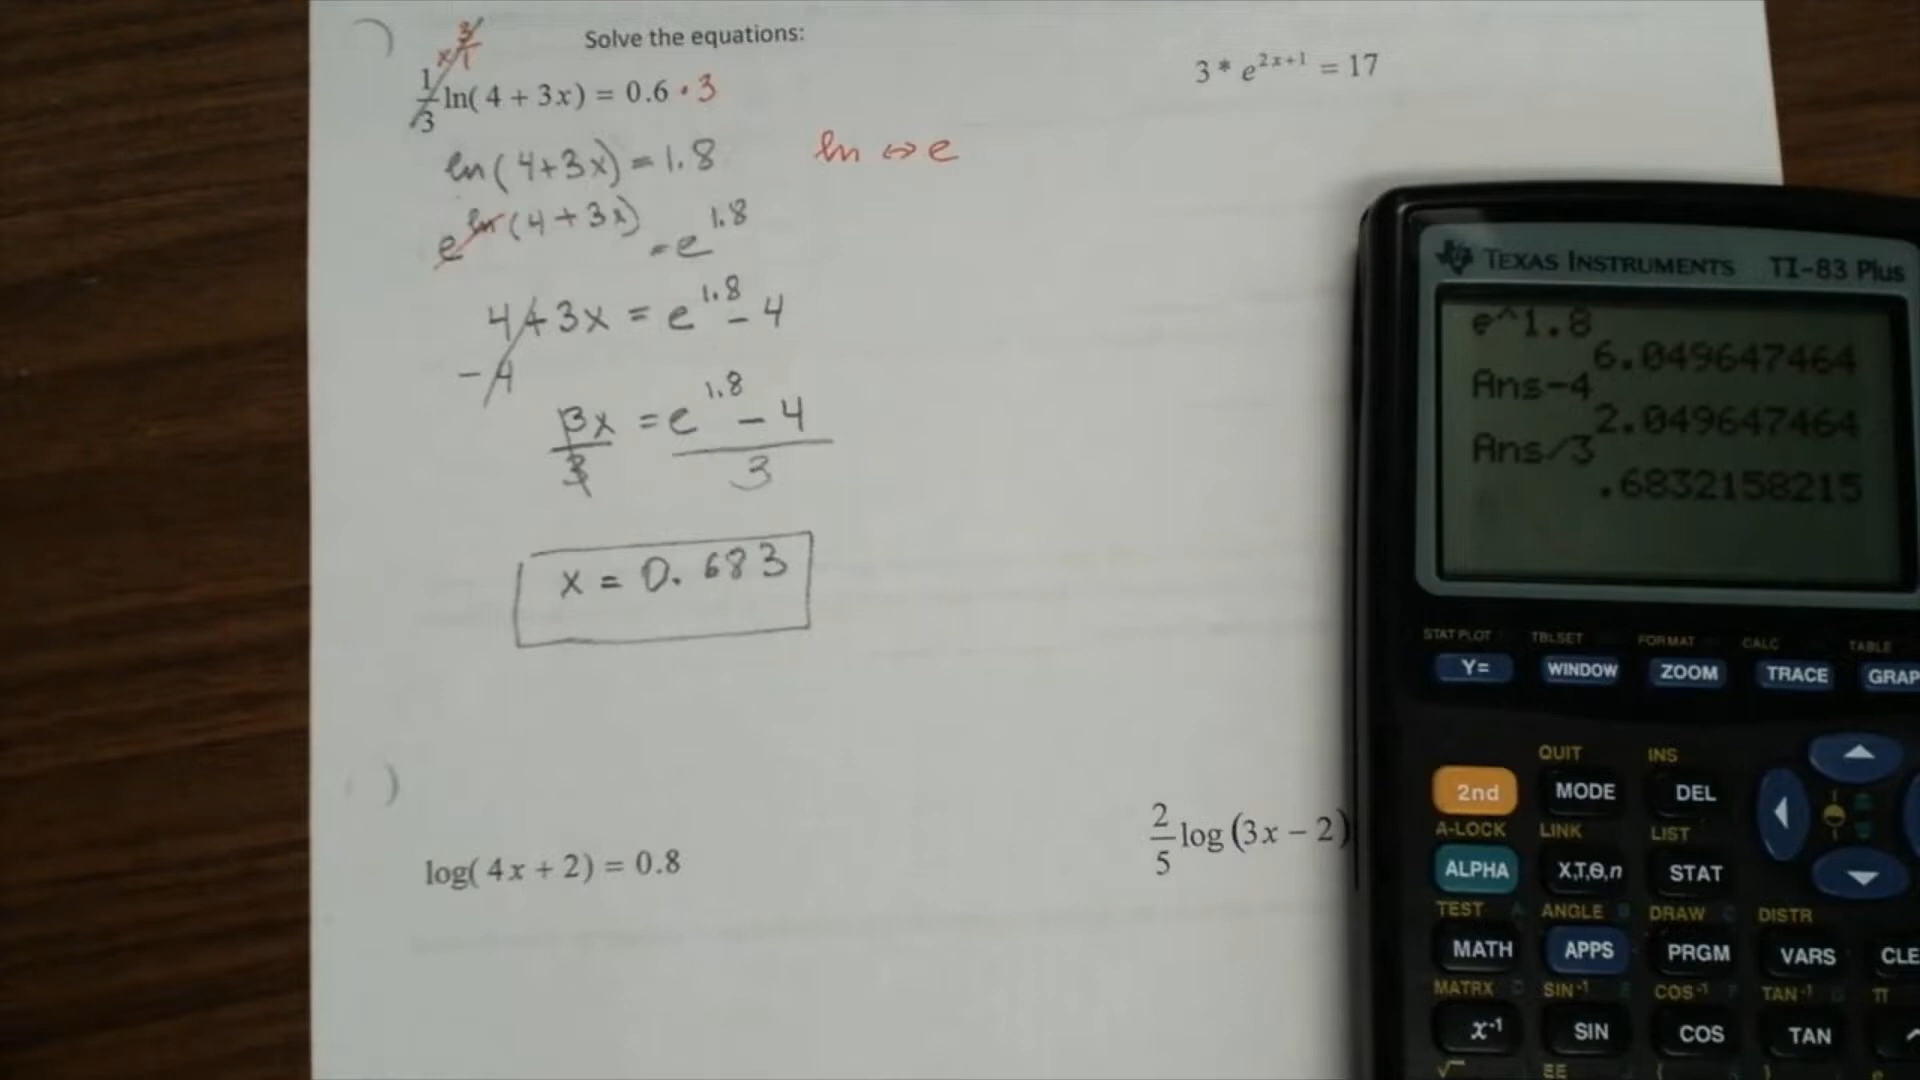 Solve the equations:
× 3/1
1/3 ln( 4 + 3x ) = 0.6 · 3
ln ( 4+3x) = 1.8
ln ⇔ e
e^ln (4+3x) = e^1.8
4+3x = e^1.8 - 4
-4
3x = e^1.8 - 4
3 3
x = 0.683
log( 4x + 2) = 0.8
3 * e^2x+1 = 17
2/5 log (3x − 2)
TEXAS INSTRUMENTS TI-83 Plus
e^1.8
6.049647464
Ans-4
2.049647464
Ans/3
.6832158215
STAT PLOT TBLSET FORMAT CALC TABLE
Y= WINDOW ZOOM TRACE GRAP
QUIT INS
2nd MODE DEL
A-LOCK LINK LIST
ALPHA X,T,Θ,n STAT
TEST A ANGLE B DRAW C DISTR
MATH APPS PRGM VARS CLE
MATRX D SIN-1 E COS-1 F TAN-1 G π
x-1 SIN COS TAN ^
√ EE { } e